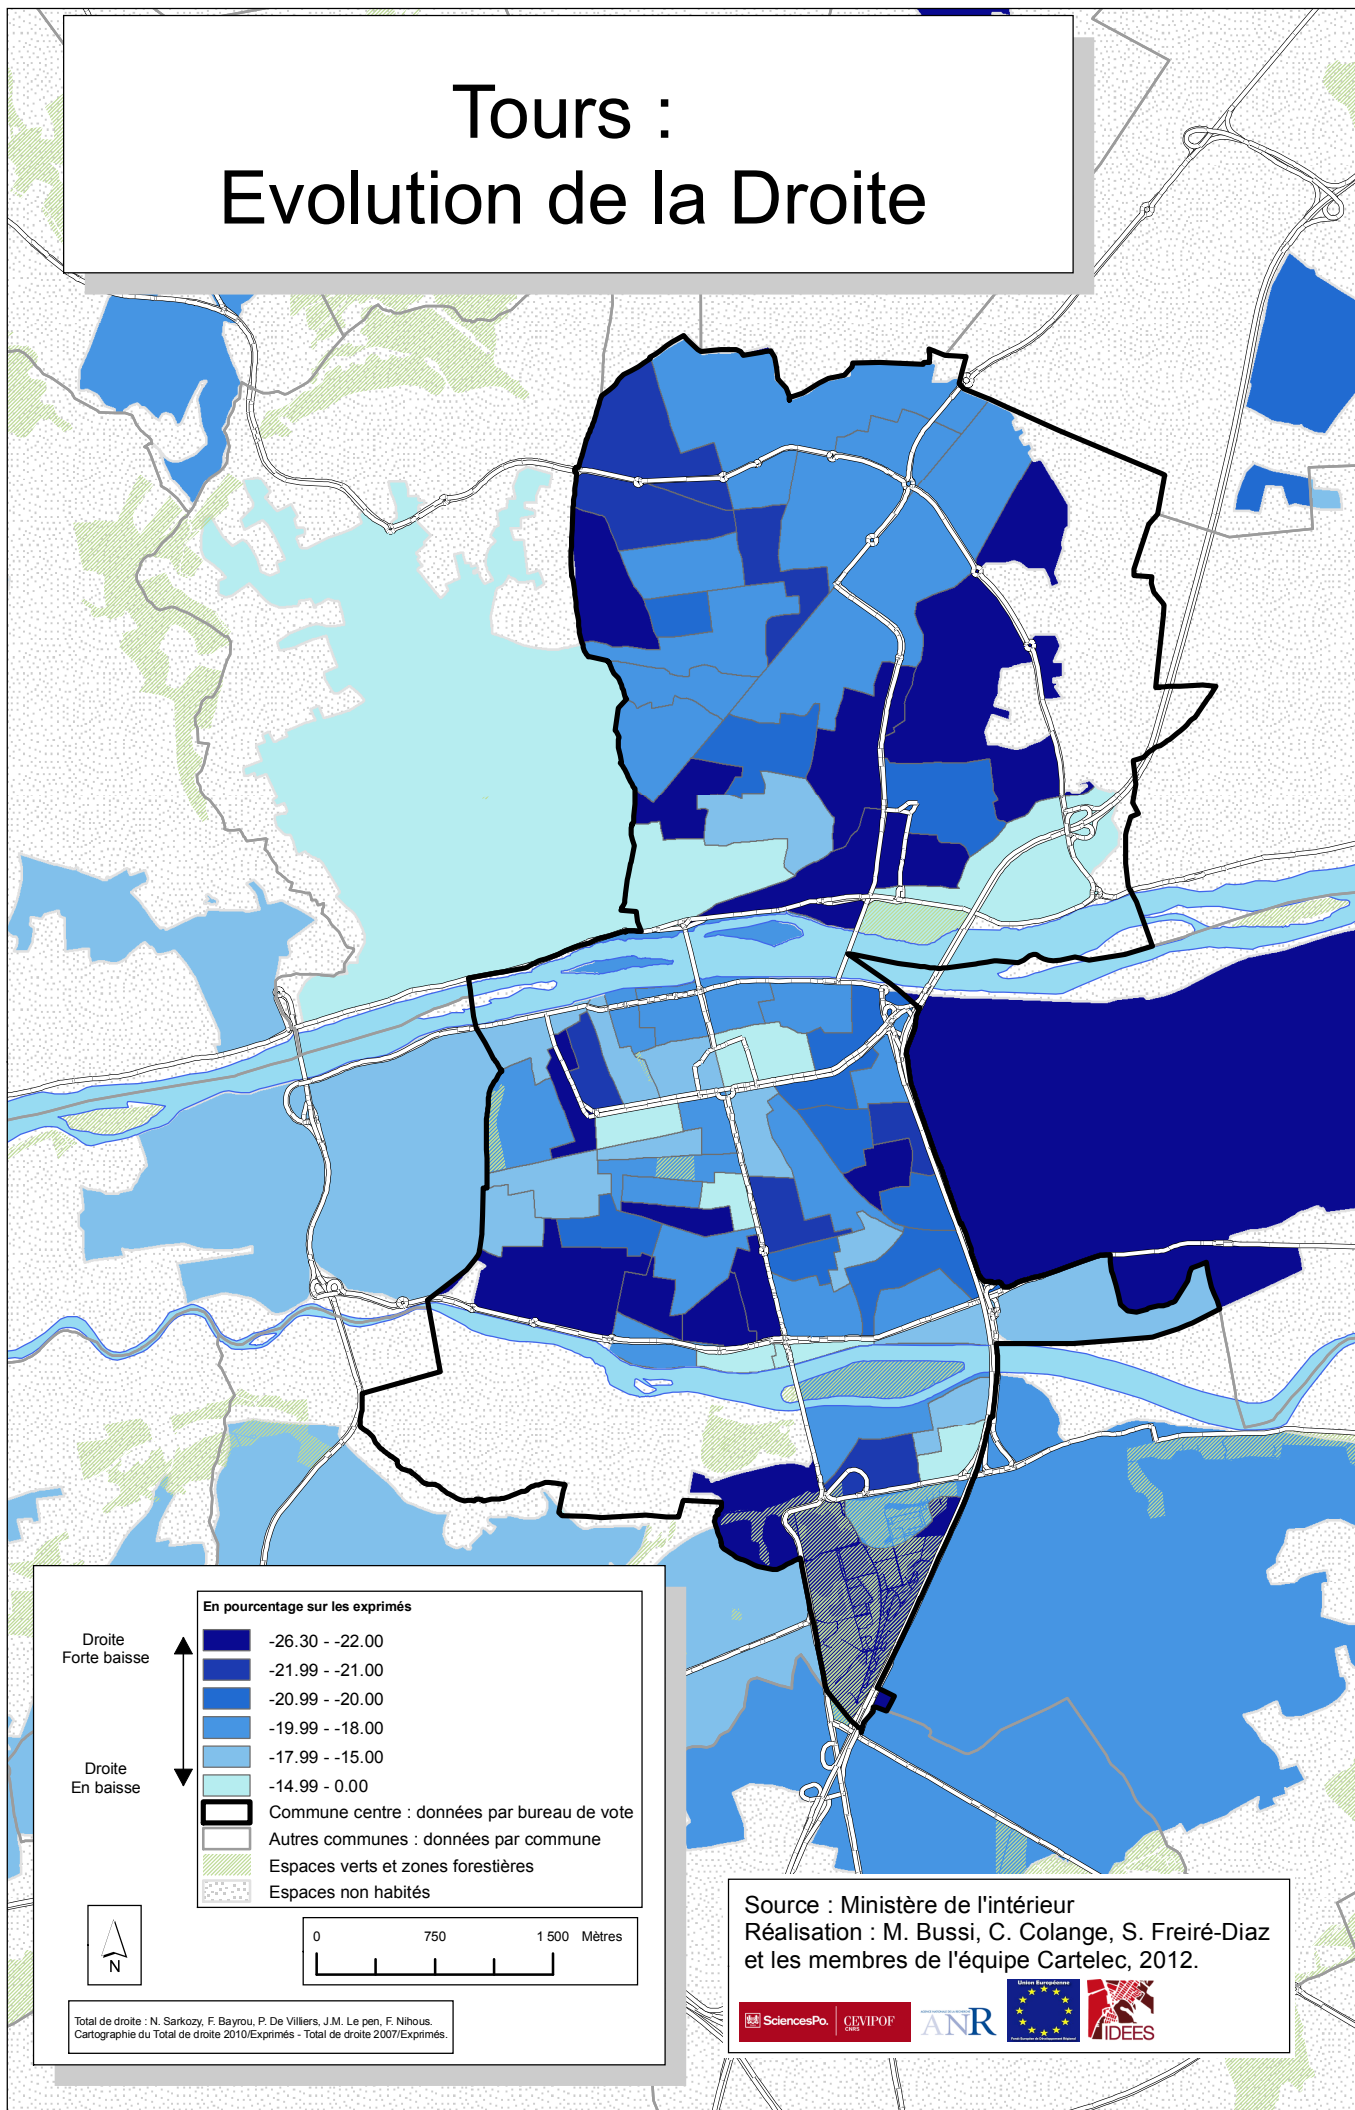 Tours :
Evolution de la Droite
En pourcentage sur les exprimés
Droite
Forte baisse
Droite
En baisse
-26.30 - -22.00
-21.99 - -21.00
-20.99 - -20.00
-19.99 - -18.00
-17.99 - -15.00
-14.99 - 0.00
Commune centre : données par bureau de vote
Autres communes : données par commune
Espaces verts et zones forestières
Espaces non habités
N
0 750 1 500 Mètres
Total de droite : N. Sarkozy, F. Bayrou, P. De Villiers, J.M. Le pen, F. Nihous.
Cartographie du Total de droite 2010/Exprimés - Total de droite 2007/Exprimés.
Source : Ministère de l'intérieur
Réalisation : M. Bussi, C. Colange, S. Freiré-Diaz
et les membres de l'équipe Cartelec, 2012.
SciencesPo. CEVIPOF
CNRS
ANR
Union Européenne
IDEES